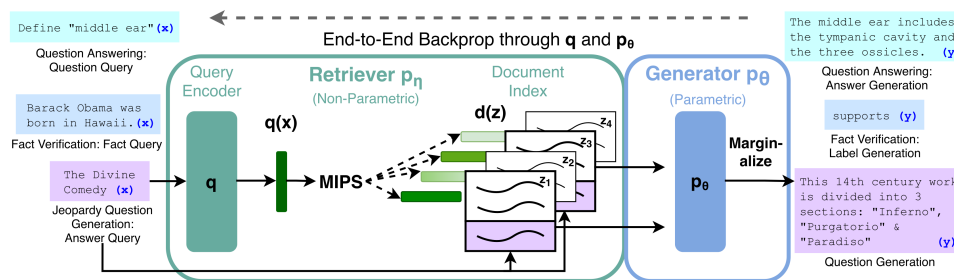 End-to-End Backprop through q and pθ
Define "middle ear"(x)
Question Answering:
Question Query
Barack Obama was
born in Hawaii.(x)
Fact Verification: Fact Query
The Divine
Comedy (x)
Jeopardy Question
Generation:
Answer Query
Query
Encoder
q
q(x)
Retriever pη
(Non-Parametric)
MIPS
Document
Index
d(z)
z4
z3
z2
z1
Generator pθ
(Parametric)
pθ
Margin-
alize
The middle ear includes
the tympanic cavity and
the three ossicles. (y)
Question Answering:
Answer Generation
supports (y)
Fact Verification:
Label Generation
This 14th century work
is divided into 3
sections: "Inferno",
"Purgatorio" &
"Paradiso" (y)
Question Generation